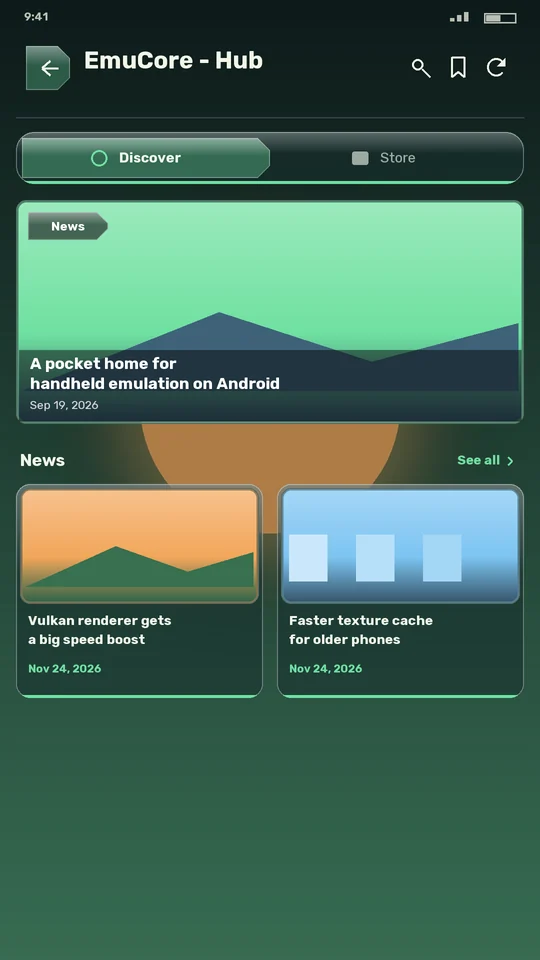 9:41
EmuCore - Hub
Discover
Store
News
A pocket home for
handheld emulation on Android
Sep 19, 2026
News
See all
Vulkan renderer gets
a big speed boost
Nov 24, 2026
Faster texture cache
for older phones
Nov 24, 2026